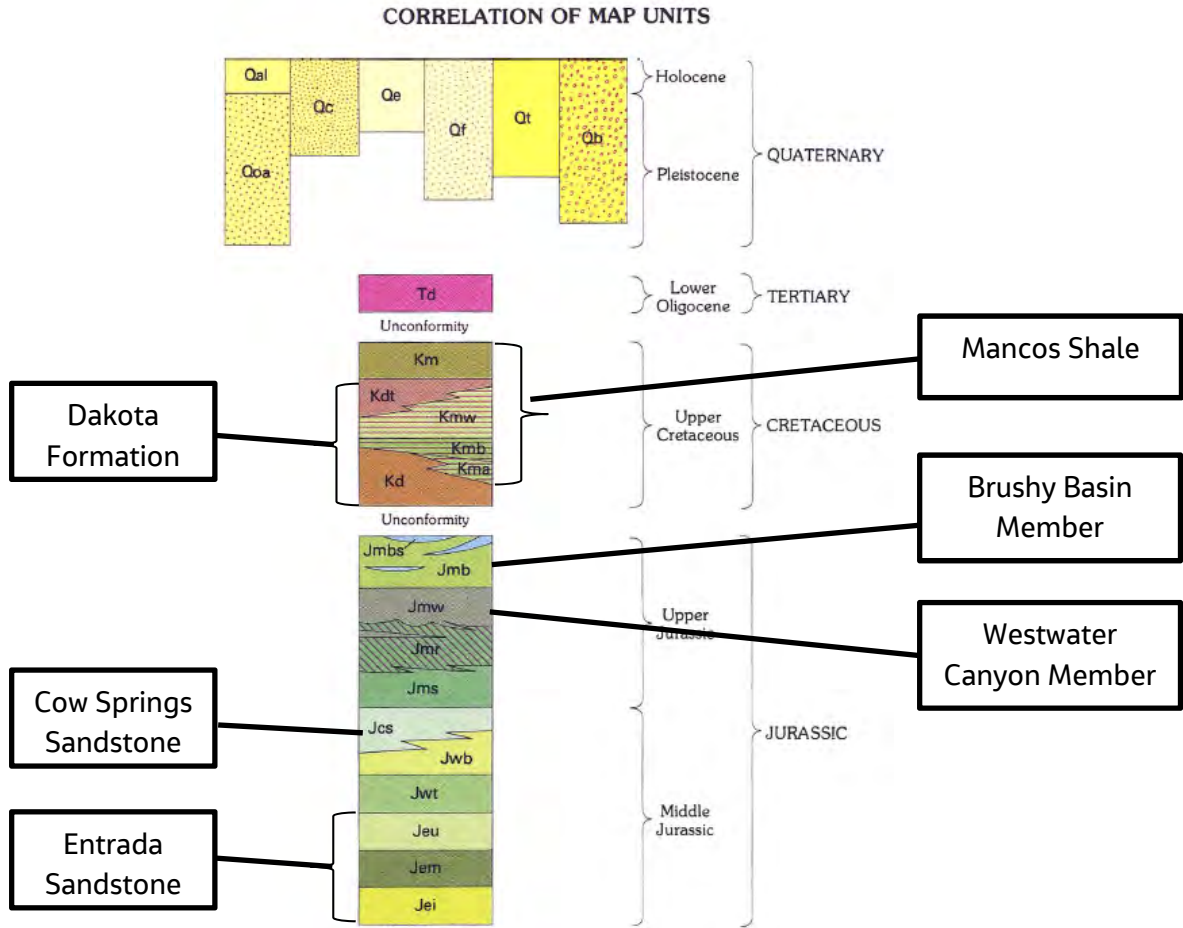 CORRELATION OF MAP UNITS
Qal
Qc
Qe
Qf
Qt
Qb
Qoa
Holocene
Pleistocene
QUATERNARY
Td
Lower
Oligocene
TERTIARY
Unconformity
Km
Kdt
Kmw
Kmb
Kma
Kd
Upper
Cretaceous
CRETACEOUS
Mancos Shale
Dakota
Formation
Unconformity
Jmbs
Jmb
Jmw
Jmr
Jms
Jcs
Jwb
Jwt
Jeu
Jem
Jei
Upper
Jurassic
Middle
Jurassic
JURASSIC
Brushy Basin
Member
Westwater
Canyon Member
Cow Springs
Sandstone
Entrada
Sandstone